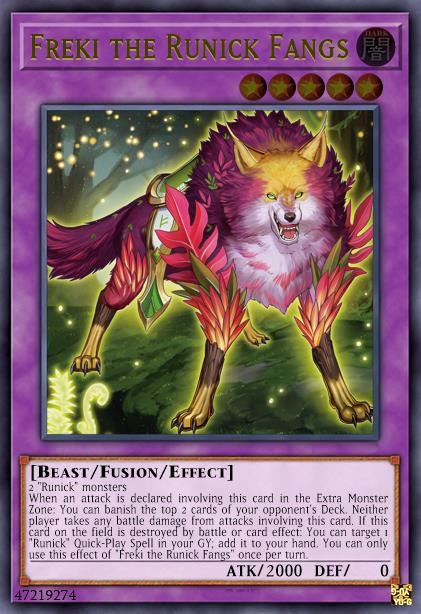 FREKI THE RUNICK FANGS
DARK
闇
[BEAST/FUSION/EFFECT]
2 "Runick" monsters
When an attack is declared involving this card in the Extra Monster
Zone: You can banish the top 2 cards of your opponent's Deck. Neither
player takes any battle damage from attacks involving this card. If this
card on the field is destroyed by battle or card effect: You can target 1
"Runick" Quick-Play Spell in your GY; add it to your hand. You can only
use this effect of "Freki the Runick Fangs" once per turn.
ATK/2000 DEF/ 0
47219274